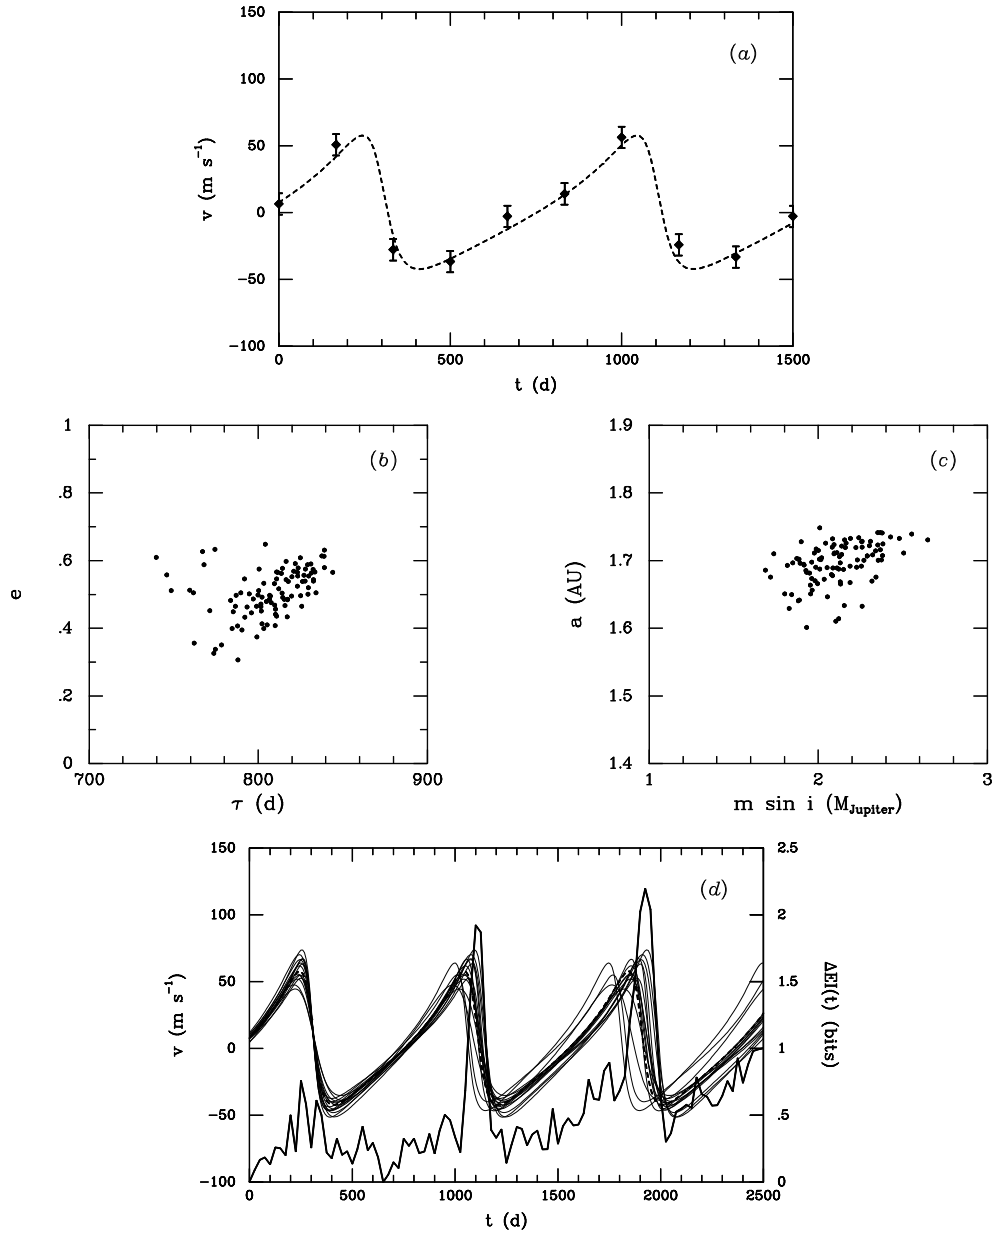 150
(a)
100
50
v (m s⁻¹)
0
−50
−100
0 500 1000 1500
t (d)
1
(b)
.8
.6
e
.4
.2
0
700 800 900
τ (d)
1.9
(c)
1.8
1.7
a (AU)
1.6
1.5
1.4
1 2 3
m sin i (M_Jupiter)
150 2.5
(d)
100 2
50 1.5
v (m s⁻¹) ΔEI(t) (bits)
0 1
−50 .5
−100 0
0 500 1000 1500 2000 2500
t (d)